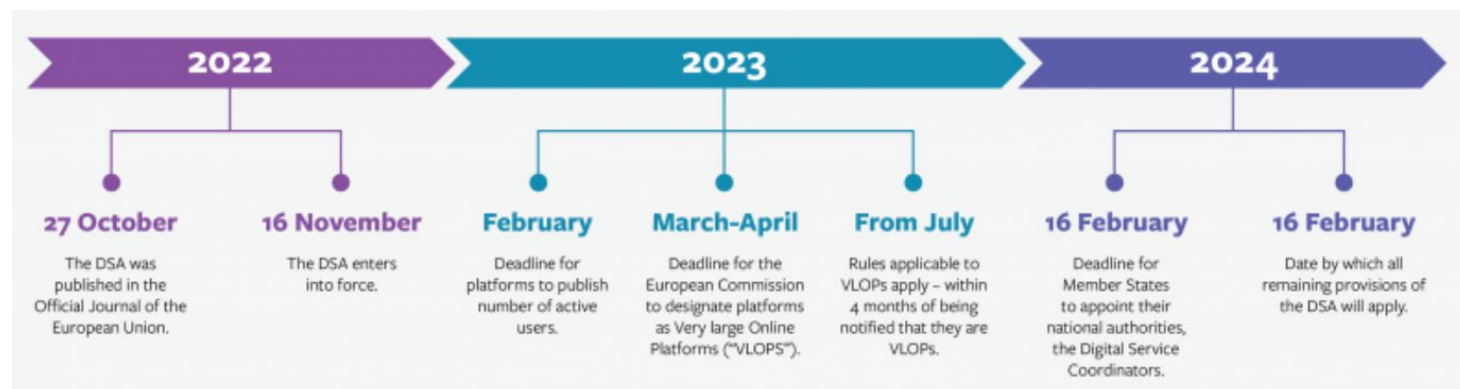 2022
2023
2024
27 October
The DSA was
published in the
Official Journal of the
European Union.
16 November
The DSA enters
into force.
February
Deadline for
platforms to publish
number of active
users.
March-April
Deadline for the
European Commission
to designate platforms
as Very large Online
Platforms (“VLOPS”).
From July
Rules applicable to
VLOPs apply – within
4 months of being
notified that they are
VLOPs.
16 February
Deadline for
Member States
to appoint their
national authorities,
the Digital Service
Coordinators.
16 February
Date by which all
remaining provisions of
the DSA will apply.